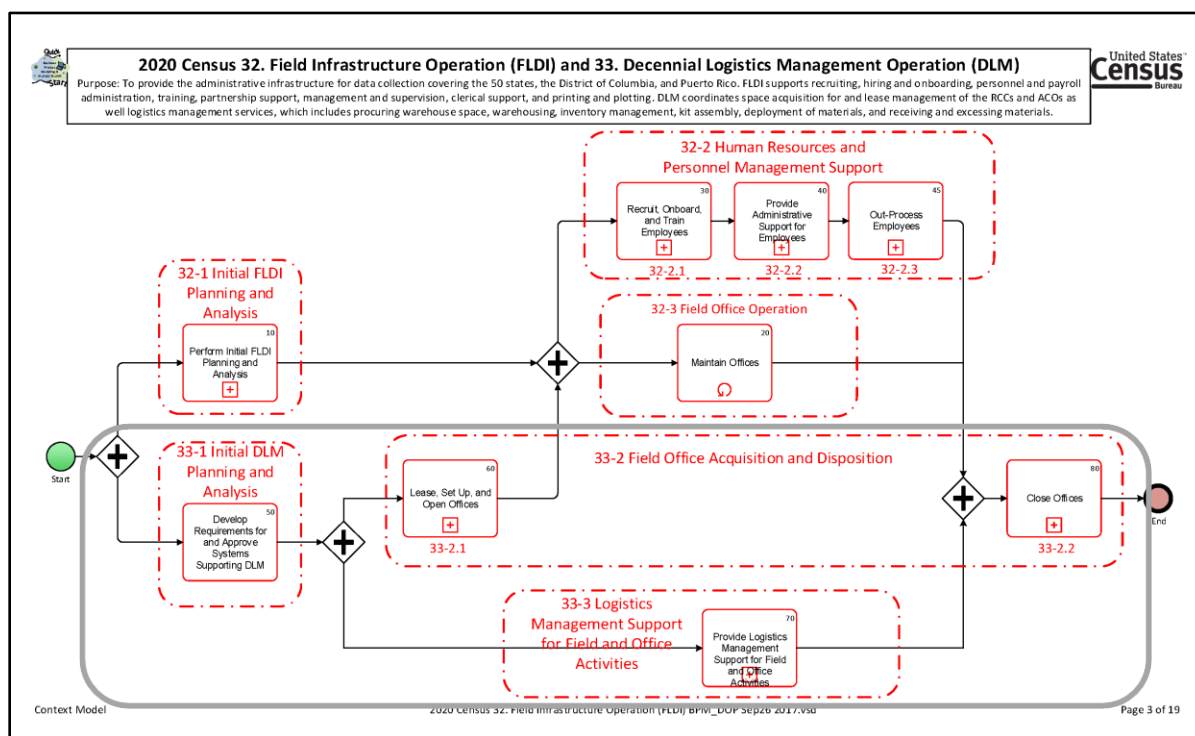 Quick
Start
2020 Census 32. Field Infrastructure Operation (FLDI) and 33. Decennial Logistics Management Operation (DLM)
Purpose: To provide the administrative infrastructure for data collection covering the 50 states, the District of Columbia, and Puerto Rico. FLDI supports recruiting, hiring and onboarding, personnel and payroll
administration, training, partnership support, management and supervision, clerical support, and printing and plotting. DLM coordinates space acquisition for and lease management of the RCCs and ACOs as
well logistics management services, which includes procuring warehouse space, warehousing, inventory management, kit assembly, deployment of materials, and receiving and excessing materials.
United States®
Census
Bureau
32-2 Human Resources and
Personnel Management Support
30
Recruit, Onboard,
and Train
Employees
32-2.1
40
Provide
Administrative
Support for
Employees
32-2.2
45
Out-Process
Employees
32-2.3
32-1 Initial FLDI
Planning and
Analysis
10
Perform Initial FLDI
Planning and
Analysis
32-3 Field Office Operation
20
Maintain Offices
Start
33-1 Initial DLM
Planning and
Analysis
50
Develop
Requirements for
and Approve
Systems
Supporting DLM
33-2 Field Office Acquisition and Disposition
60
Lease, Set Up, and
Open Offices
33-2.1
80
Close Offices
33-2.2
End
33-3 Logistics
Management Support
for Field and Office
Activities
70
Provide Logistics
Management
Support for Field
and Office
Activities
Context Model
2020 Census 32. Field Infrastructure Operation (FLDI) BPM_DOP Sep26 2017.vsd
Page 3 of 19